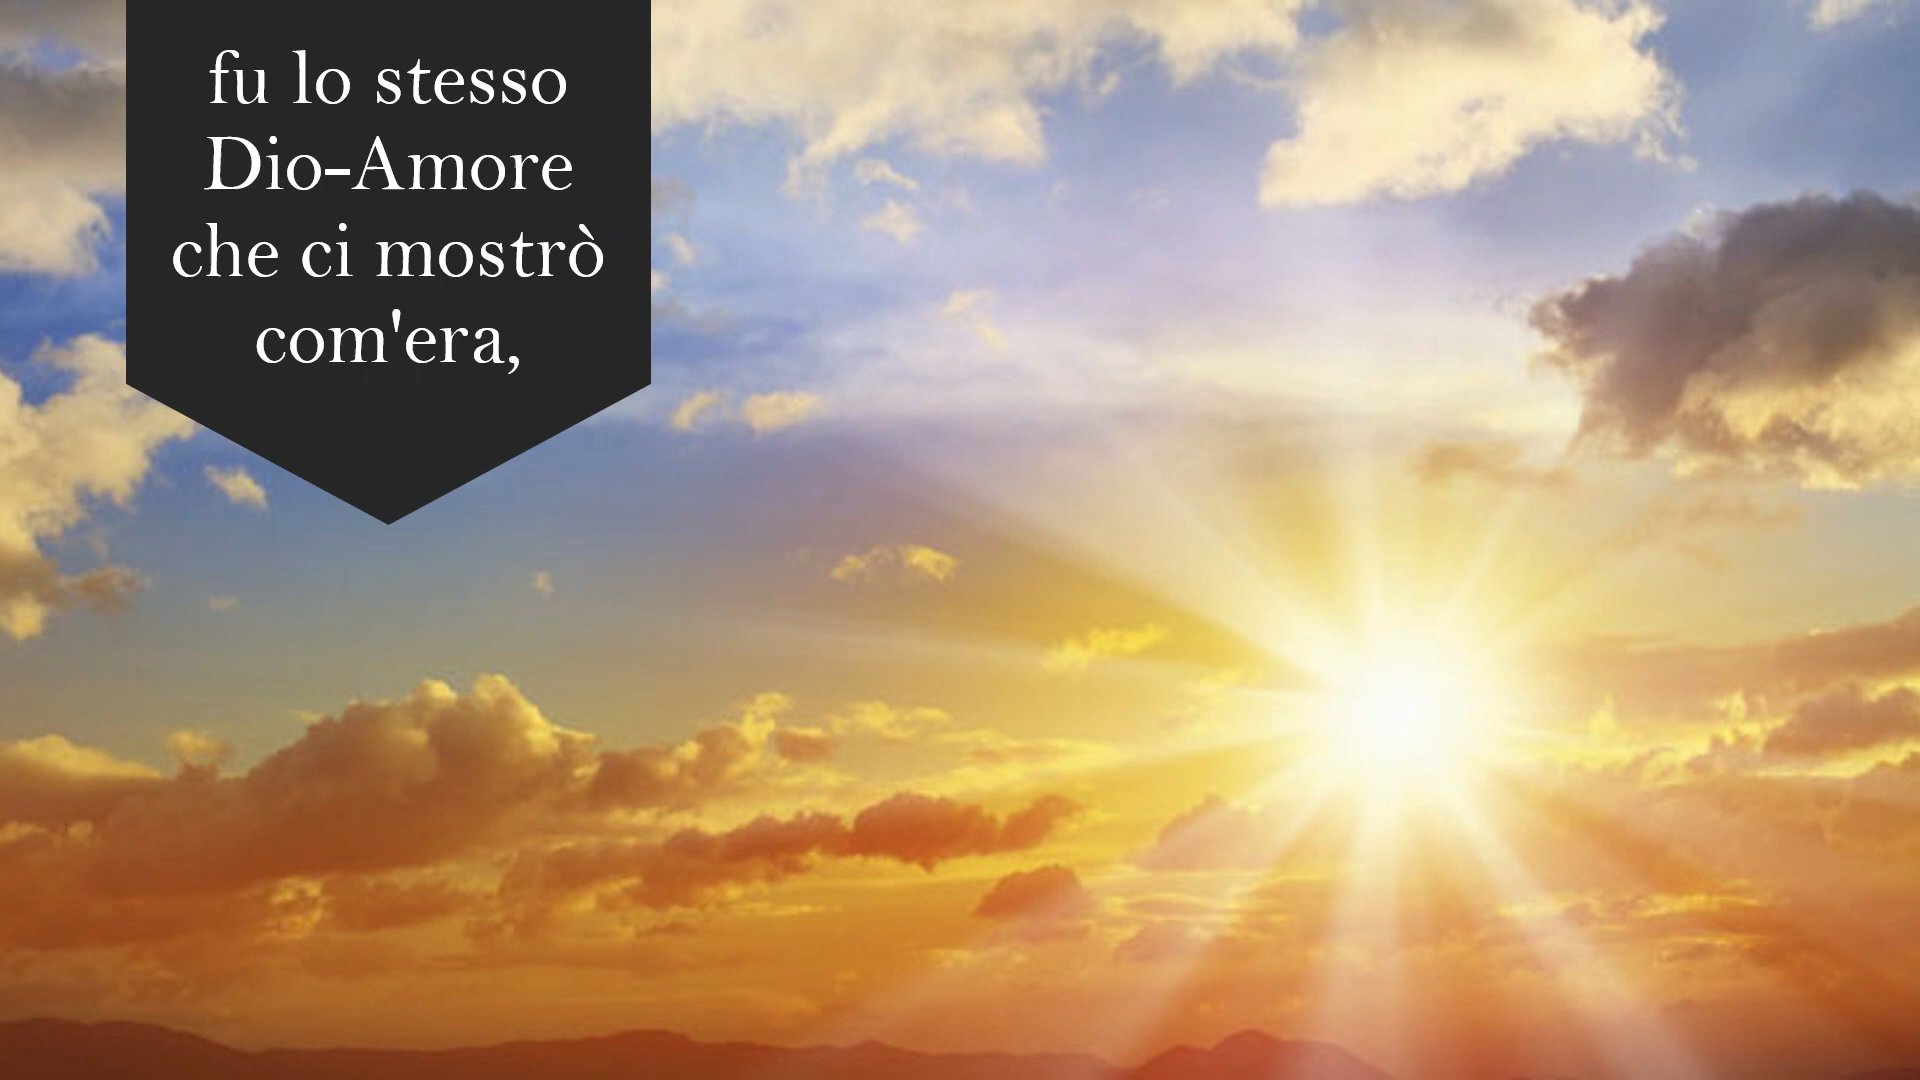 fu lo stesso
Dio-Amore
che ci mostrò
com'era,